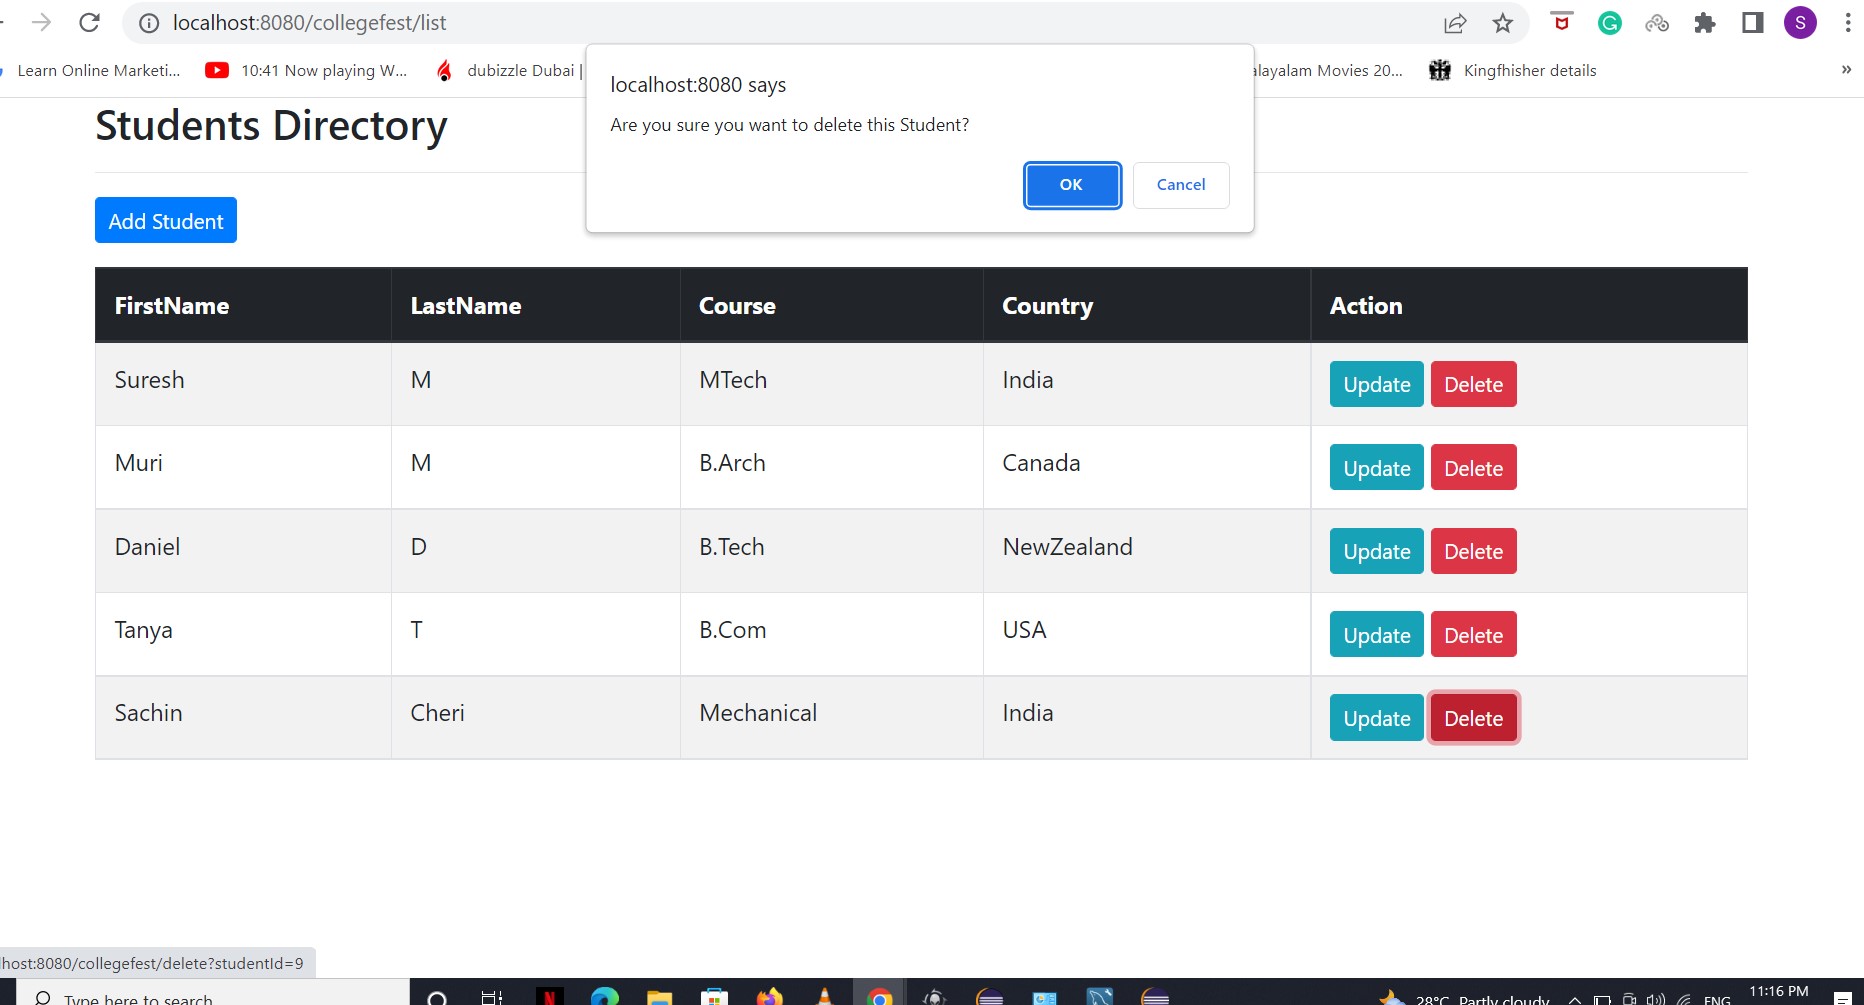 localhost:8080/collegefest/list
S
Learn Online Marketi...
10:41 Now playing W...
dubizzle Dubai |
alayalam Movies 20...
Kingfhisher details
»
localhost:8080 says
Are you sure you want to delete this Student?
OK
Cancel
Students Directory
Add Student
FirstName LastName Course Country Action
Suresh M MTech India Update Delete
Muri M B.Arch Canada Update Delete
Daniel D B.Tech NewZealand Update Delete
Tanya T B.Com USA Update Delete
Sachin Cheri Mechanical India Update Delete
lhost:8080/collegefest/delete?studentId=9
Type here to search
28°C Partly cloudy
ENG
11:16 PM